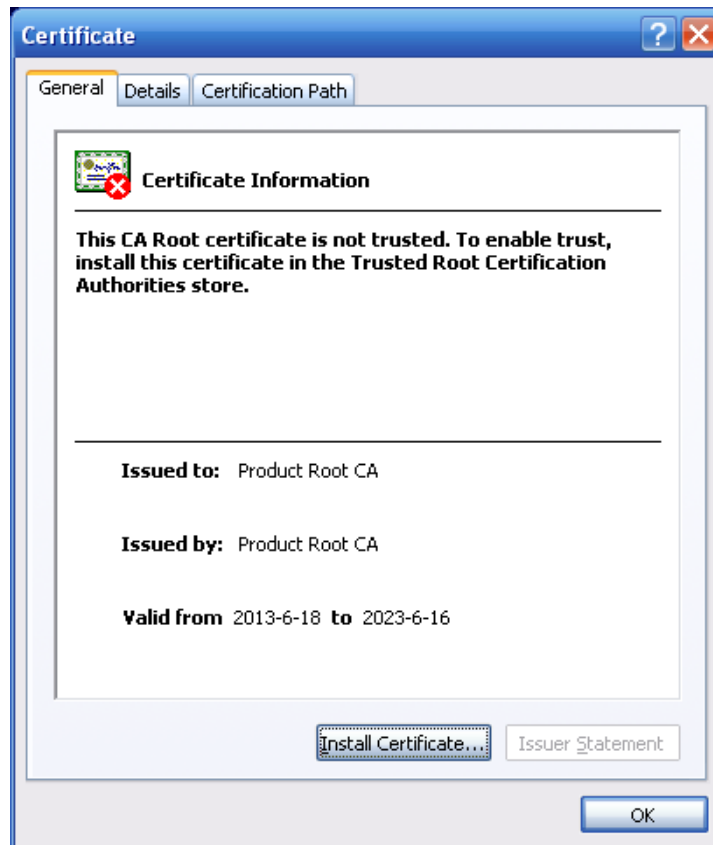 Certificate
General Details Certification Path
Certificate Information
This CA Root certificate is not trusted. To enable trust,
install this certificate in the Trusted Root Certification
Authorities store.
Issued to: Product Root CA
Issued by: Product Root CA
Valid from 2013-6-18 to 2023-6-16
Install Certificate... Issuer Statement
OK